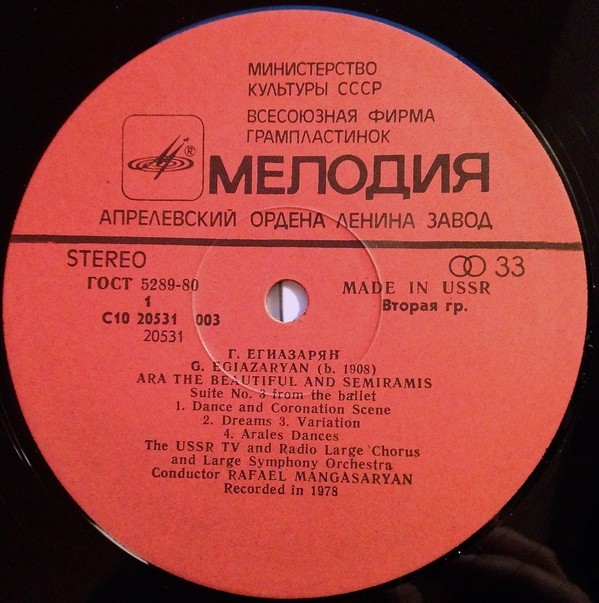 МИНИСТЕРСТВО
КУЛЬТУРЫ СССР
ВСЕСОЮЗНАЯ ФИРМА
ГРАМПЛАСТИНОК
®
МЕЛОДИЯ
АПРЕЛЕВСКИЙ ОРДЕНА ЛЕНИНА ЗАВОД
STEREO
33
ГОСТ 5289-80
MADE IN USSR
1
Вторая гр.
С10 20531 003
20531
Г. ЕГИАЗАРЯН
G. EGIAZARYAN (b. 1908)
ARA THE BEAUTIFUL AND SEMIRAMIS
Suite No. 3 from the ballet
1. Dance and Coronation Scene
2. Dreams 3. Variation
4. Arales Dances
The USSR TV and Radio Large Chorus
and Large Symphony Orchestra
Conductor RAFAEL MANGASARYAN
Recorded in 1978